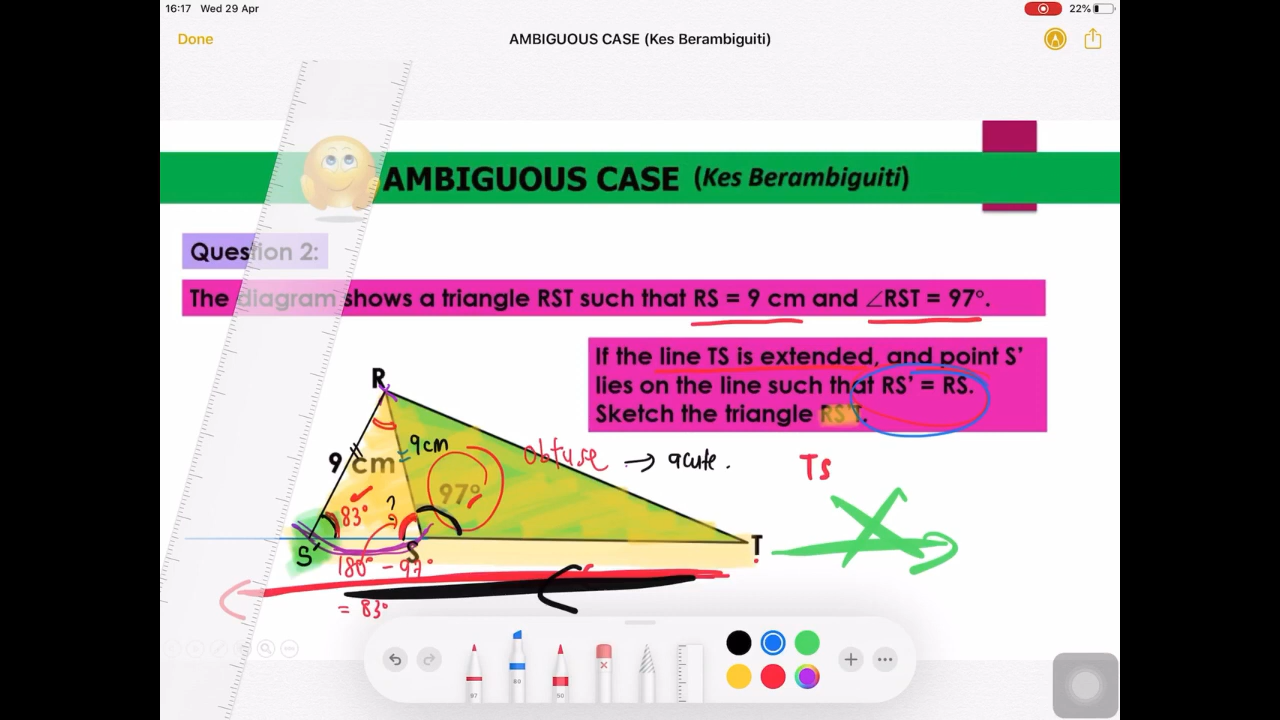 16:17 Wed 29 Apr
22%
Done
AMBIGUOUS CASE (Kes Berambiguiti)
AMBIGUOUS CASE (Kes Berambiguiti)
Question 2:
The diagram shows a triangle RST such that RS = 9 cm and ∠RST = 97°.
If the line TS is extended, and point S’
lies on the line such that RS’ = RS.
Sketch the triangle RS’T.
R
9 cm
= 9cm
obtuse → acute.
TS
97°
?
83°
S'
S
T
180° - 97°
= 83°
97
80
50